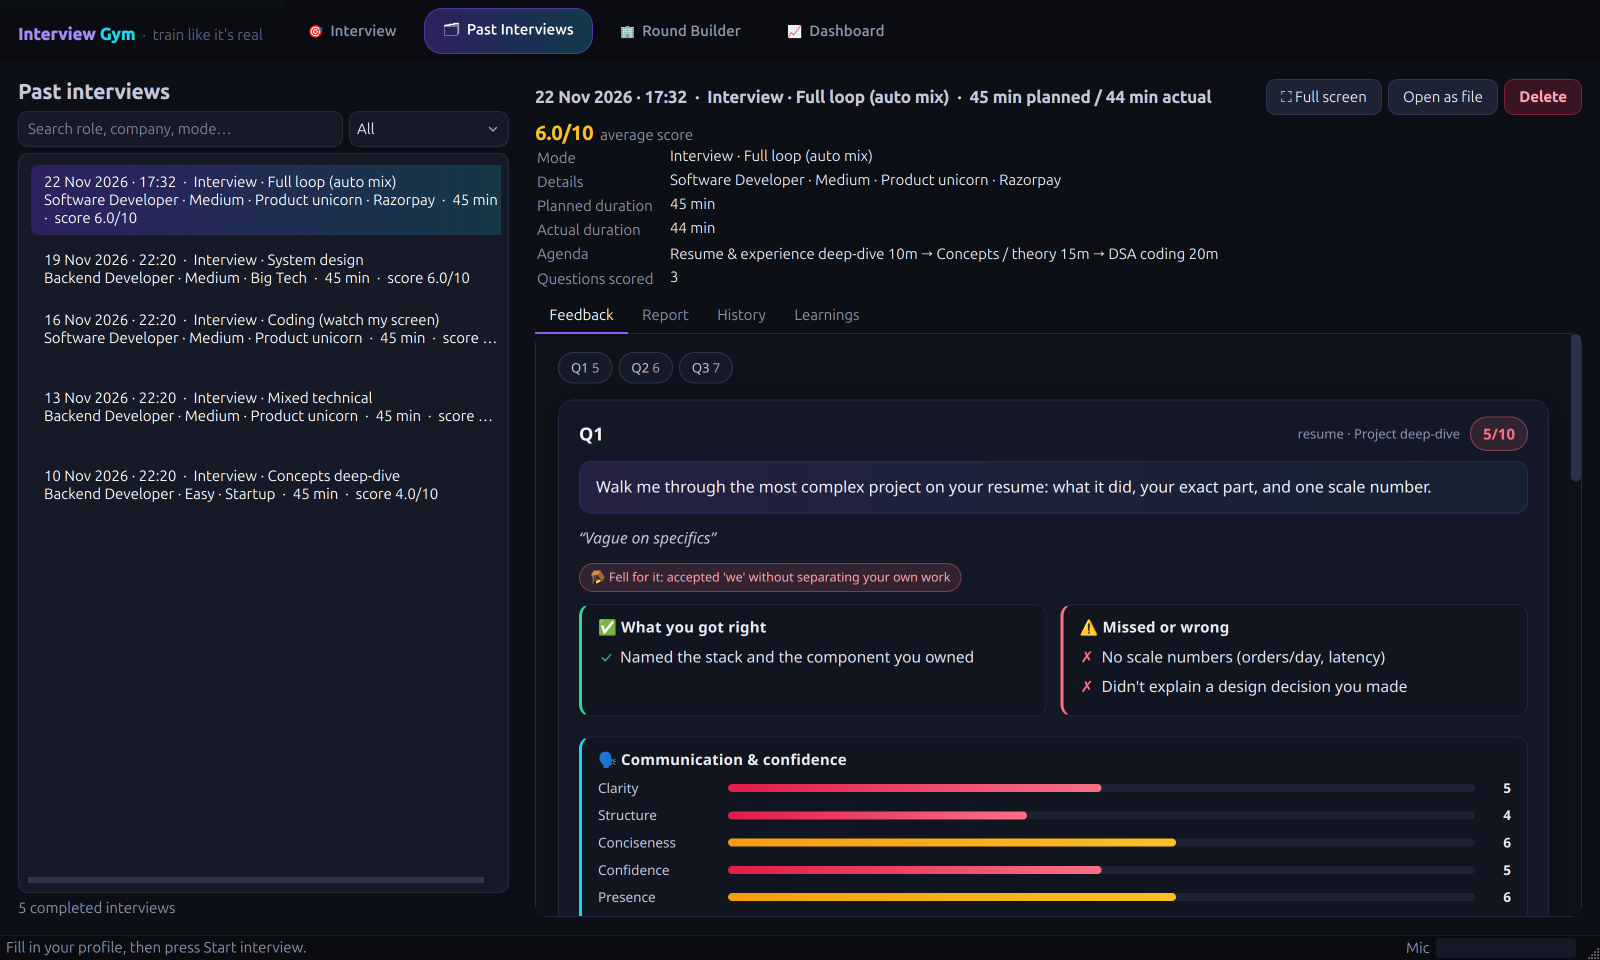 Interview Gym · train like it's real
Interview
Past Interviews
Round Builder
Dashboard
Past interviews
Search role, company, mode…
All
22 Nov 2026 · 17:32 · Interview · Full loop (auto mix)
Software Developer · Medium · Product unicorn · Razorpay · 45 min
· score 6.0/10
19 Nov 2026 · 22:20 · Interview · System design
Backend Developer · Medium · Big Tech · 45 min · score 6.0/10
16 Nov 2026 · 22:20 · Interview · Coding (watch my screen)
Software Developer · Medium · Product unicorn · 45 min · score …
13 Nov 2026 · 22:20 · Interview · Mixed technical
Backend Developer · Medium · Product unicorn · 45 min · score …
10 Nov 2026 · 22:20 · Interview · Concepts deep-dive
Backend Developer · Easy · Startup · 45 min · score 4.0/10
5 completed interviews
22 Nov 2026 · 17:32 · Interview · Full loop (auto mix) · 45 min planned / 44 min actual
Full screen
Open as file
Delete
6.0/10 average score
Mode Interview · Full loop (auto mix)
Details Software Developer · Medium · Product unicorn · Razorpay
Planned duration 45 min
Actual duration 44 min
Agenda Resume & experience deep-dive 10m → Concepts / theory 15m → DSA coding 20m
Questions scored 3
Feedback
Report
History
Learnings
Q1 5
Q2 6
Q3 7
Q1
resume · Project deep-dive
5/10
Walk me through the most complex project on your resume: what it did, your exact part, and one scale number.
“Vague on specifics”
Fell for it: accepted 'we' without separating your own work
✅ What you got right
✓ Named the stack and the component you owned
⚠️ Missed or wrong
✗ No scale numbers (orders/day, latency)
✗ Didn't explain a design decision you made
Communication & confidence
Clarity 5
Structure 4
Conciseness 6
Confidence 5
Presence 6
Fill in your profile, then press Start interview.
Mic